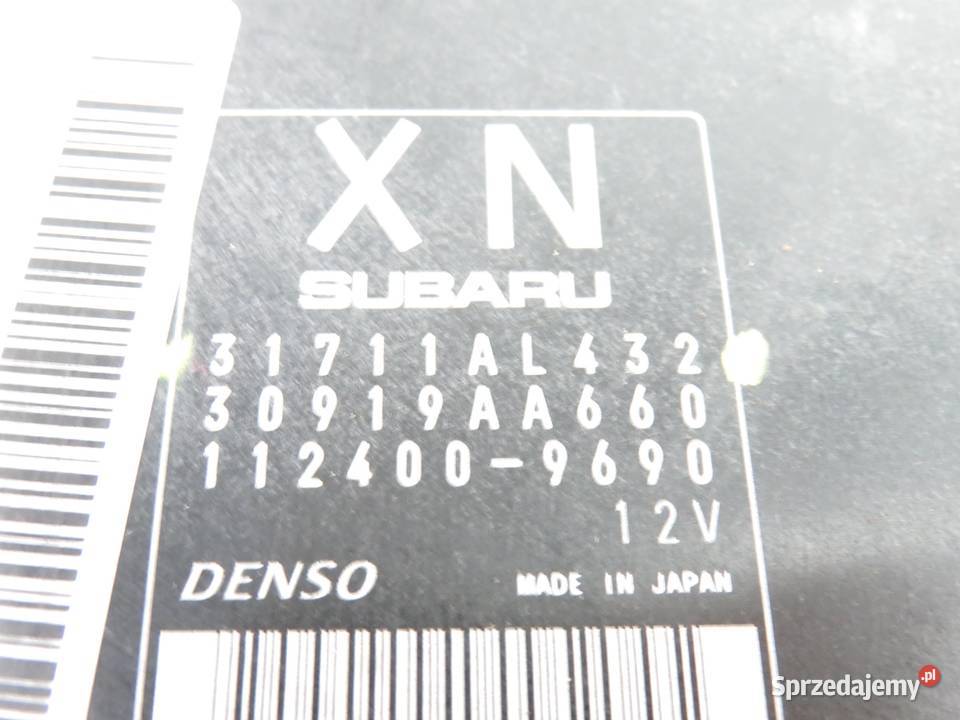 XN
SUBARU
31711AL432
30919AA660
112400-9690
12V
DENSO
MADE IN JAPAN
Sprzedajemy.pl